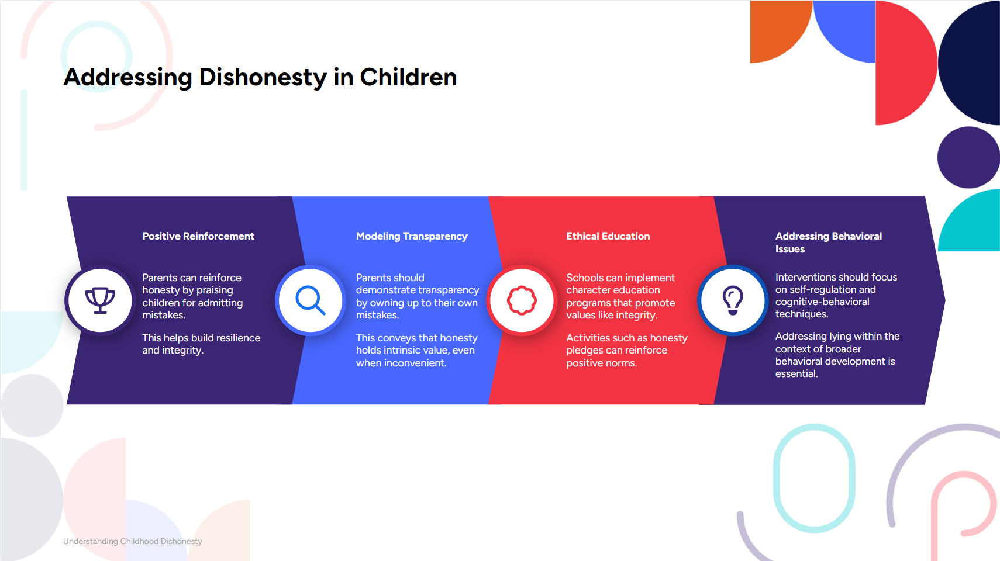 Addressing Dishonesty in Children
Positive Reinforcement
Parents can reinforce
honesty by praising
children for admitting
mistakes.
This helps build resilience
and integrity.
Modeling Transparency
Parents should
demonstrate transparency
by owning up to their own
mistakes.
This conveys that honesty
holds intrinsic value, even
when inconvenient.
Ethical Education
Schools can implement
character education
programs that promote
values like integrity.
Activities such as honesty
pledges can reinforce
positive norms.
Addressing Behavioral
Issues
Interventions should focus
on self-regulation and
cognitive-behavioral
techniques.
Addressing lying within the
context of broader
behavioral development is
essential.
Understanding Childhood Dishonesty